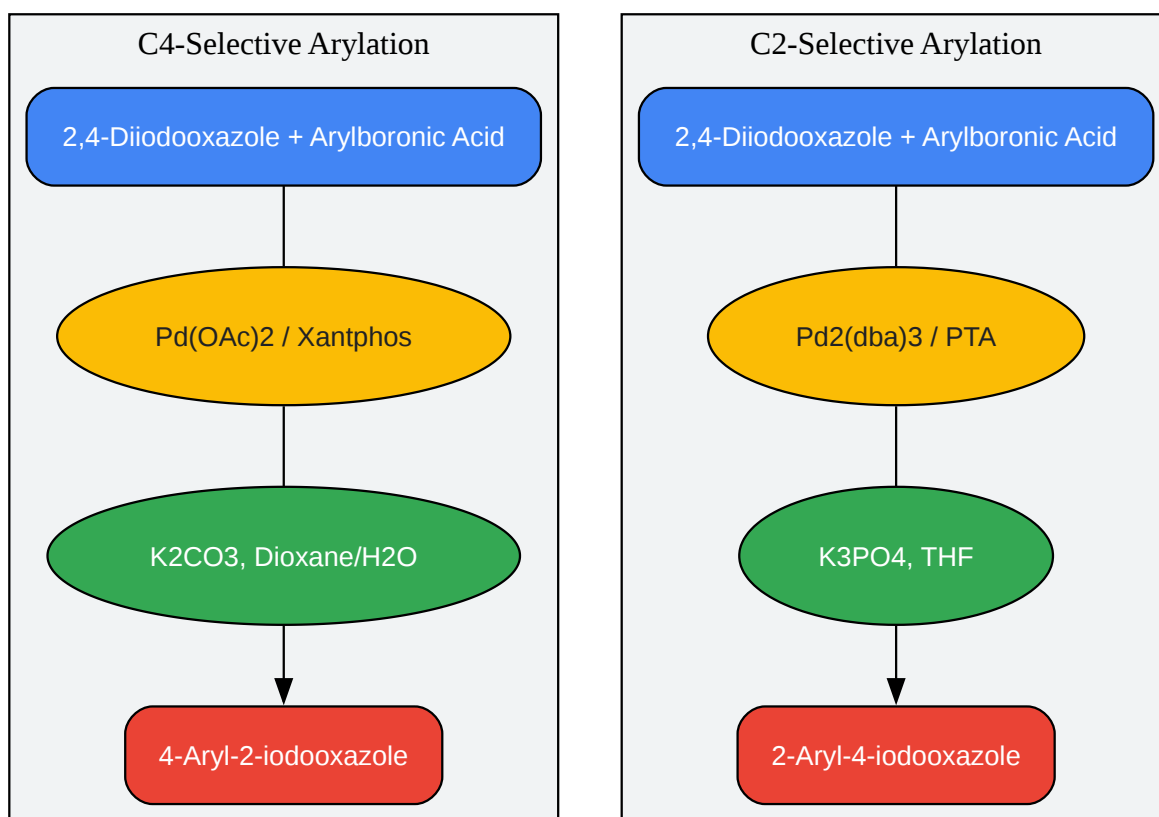 C4-Selective Arylation
2,4-Diiodooxazole + Arylboronic Acid
Pd(OAc)2 / Xantphos
K2CO3, Dioxane/H2O
4-Aryl-2-iodooxazole
C2-Selective Arylation
2,4-Diiodooxazole + Arylboronic Acid
Pd2(dba)3 / PTA
K3PO4, THF
2-Aryl-4-iodooxazole